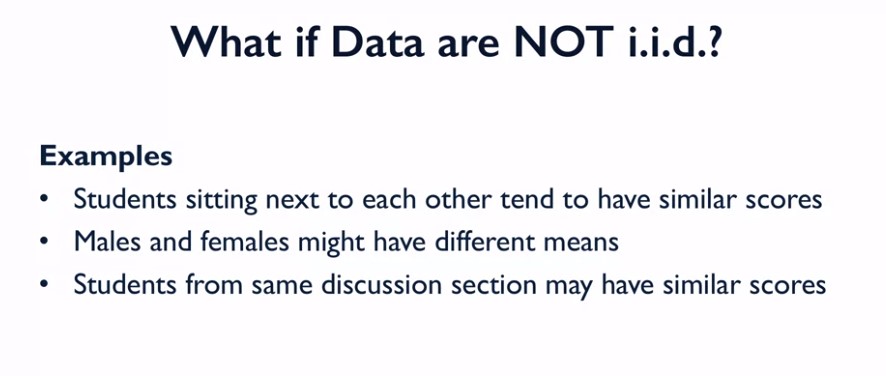 What if Data are NOT i.i.d.?
Examples
• Students sitting next to each other tend to have similar scores
• Males and females might have different means
• Students from same discussion section may have similar scores